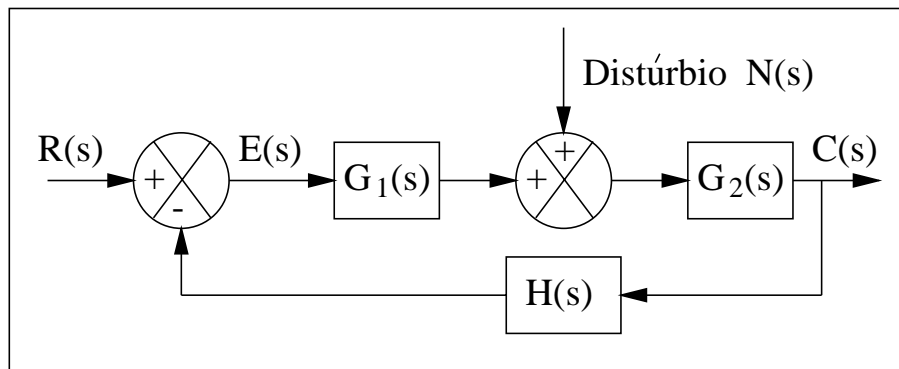 Distúrbio N(s)
R(s)
+
-
E(s)
G1(s)
+
+
G2(s)
C(s)
H(s)